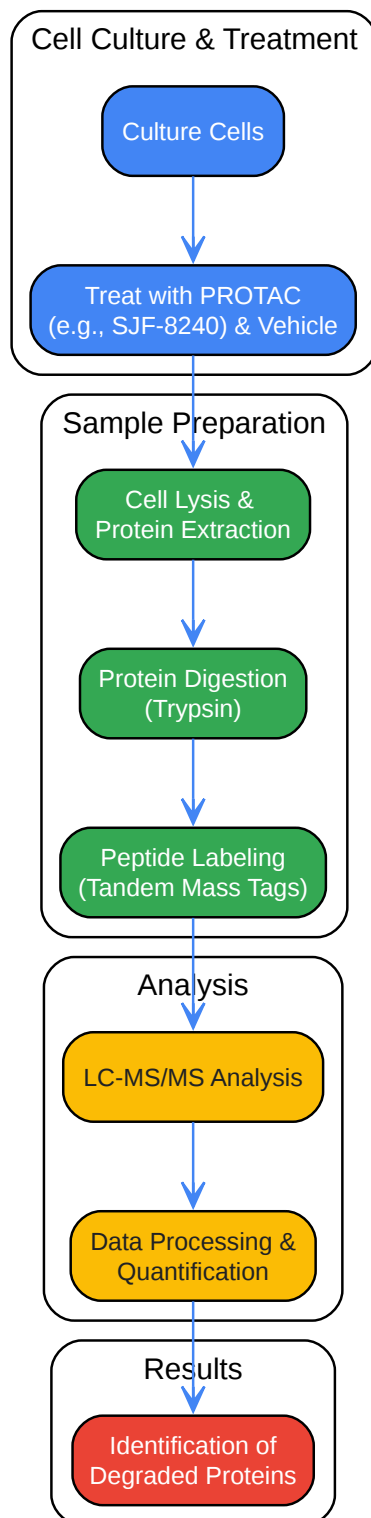 Cell Culture & Treatment
Culture Cells
Treat with PROTAC
(e.g., SJF-8240) & Vehicle
Sample Preparation
Cell Lysis &
Protein Extraction
Protein Digestion
(Trypsin)
Peptide Labeling
(Tandem Mass Tags)
Analysis
LC-MS/MS Analysis
Data Processing &
Quantification
Results
Identification of
Degraded Proteins